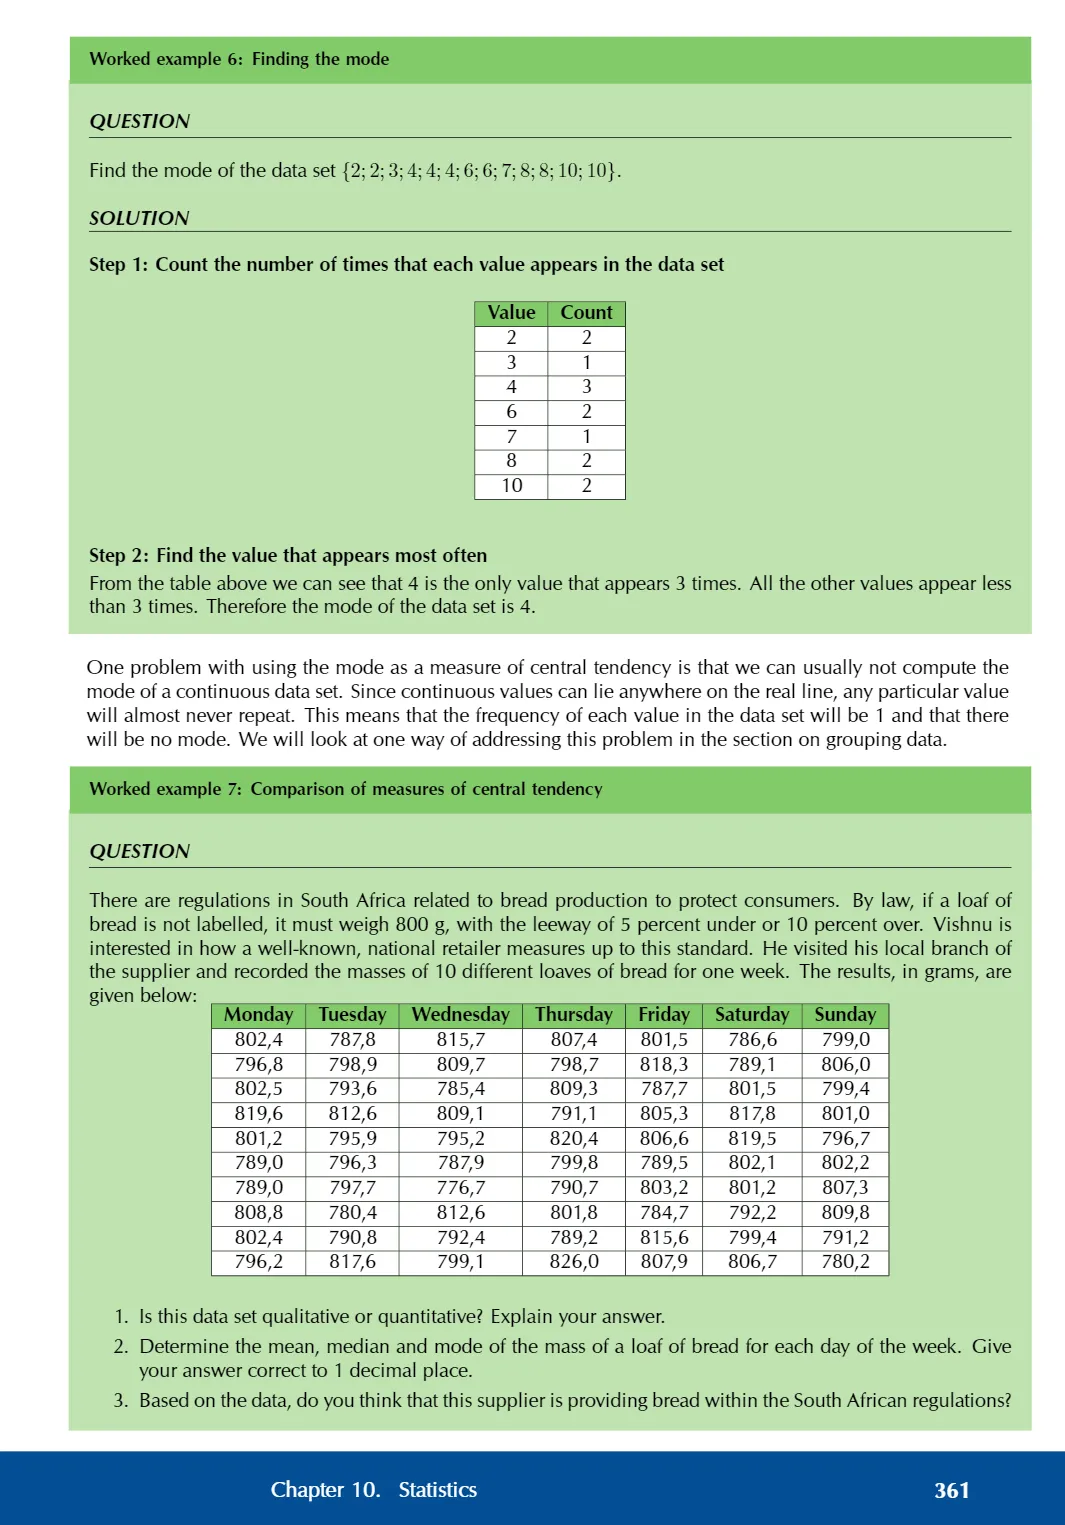 Worked example 6: Finding the mode
QUESTION
Find the mode of the data set {2; 2; 3; 4; 4; 4; 6; 6; 7; 8; 8; 10; 10}.
SOLUTION
Step 1: Count the number of times that each value appears in the data set
Value Count
2 2
3 1
4 3
6 2
7 1
8 2
10 2
Step 2: Find the value that appears most often
From the table above we can see that 4 is the only value that appears 3 times. All the other values appear less
than 3 times. Therefore the mode of the data set is 4.
One problem with using the mode as a measure of central tendency is that we can usually not compute the
mode of a continuous data set. Since continuous values can lie anywhere on the real line, any particular value
will almost never repeat. This means that the frequency of each value in the data set will be 1 and that there
will be no mode. We will look at one way of addressing this problem in the section on grouping data.
Worked example 7: Comparison of measures of central tendency
QUESTION
There are regulations in South Africa related to bread production to protect consumers. By law, if a loaf of
bread is not labelled, it must weigh 800 g, with the leeway of 5 percent under or 10 percent over. Vishnu is
interested in how a well-known, national retailer measures up to this standard. He visited his local branch of
the supplier and recorded the masses of 10 different loaves of bread for one week. The results, in grams, are
given below:
Monday Tuesday Wednesday Thursday Friday Saturday Sunday
802,4 787,8 815,7 807,4 801,5 786,6 799,0
796,8 798,9 809,7 798,7 818,3 789,1 806,0
802,5 793,6 785,4 809,3 787,7 801,5 799,4
819,6 812,6 809,1 791,1 805,3 817,8 801,0
801,2 795,9 795,2 820,4 806,6 819,5 796,7
789,0 796,3 787,9 799,8 789,5 802,1 802,2
789,0 797,7 776,7 790,7 803,2 801,2 807,3
808,8 780,4 812,6 801,8 784,7 792,2 809,8
802,4 790,8 792,4 789,2 815,6 799,4 791,2
796,2 817,6 799,1 826,0 807,9 806,7 780,2
1. Is this data set qualitative or quantitative? Explain your answer.
2. Determine the mean, median and mode of the mass of a loaf of bread for each day of the week. Give
your answer correct to 1 decimal place.
3. Based on the data, do you think that this supplier is providing bread within the South African regulations?
Chapter 10. Statistics 361